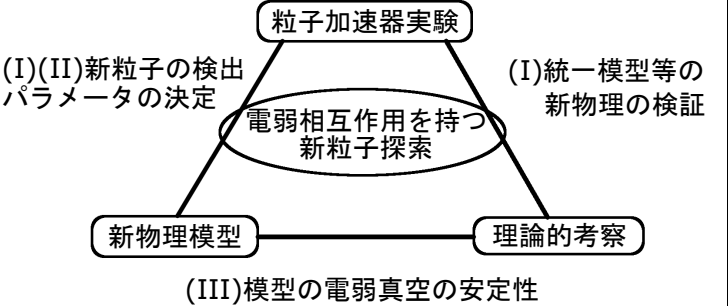 粒子加速器実験
(I)(II)新粒子の検出
パラメータの決定
(I)統一模型等の
新物理の検証
電弱相互作用を持つ
新粒子探索
新物理模型
理論的考察
(III)模型の電弱真空の安定性